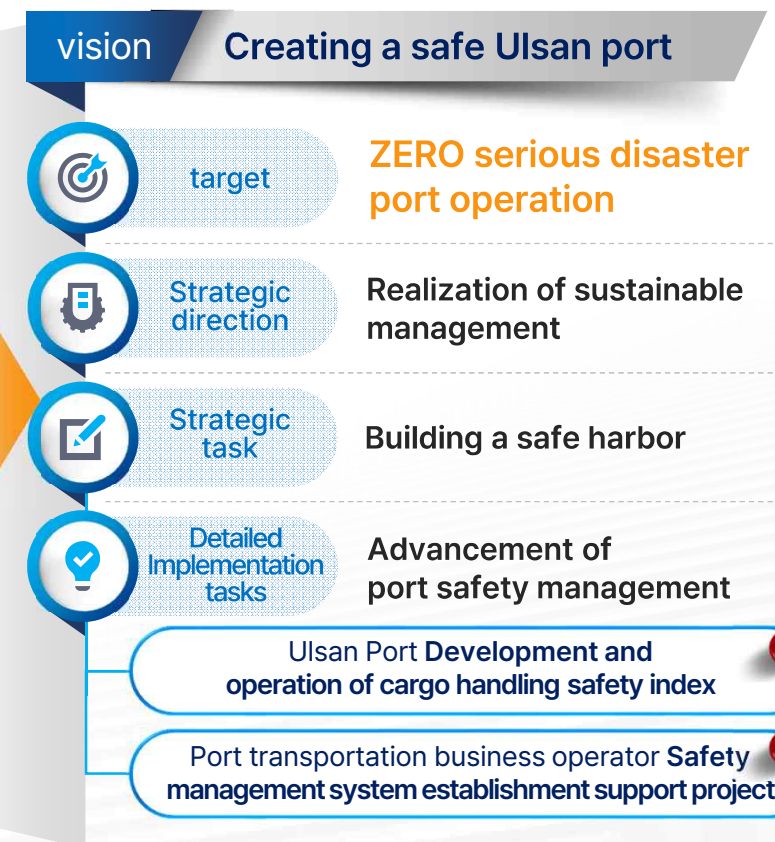 vision
Creating a safe Ulsan port
target
ZERO serious disaster
port operation
Strategic
direction
Realization of sustainable
management
Strategic
task
Building a safe harbor
Detailed
Implementation
tasks
Advancement of
port safety management
Ulsan Port Development and
operation of cargo handling safety index
Port transportation business operator Safety
management system establishment support project